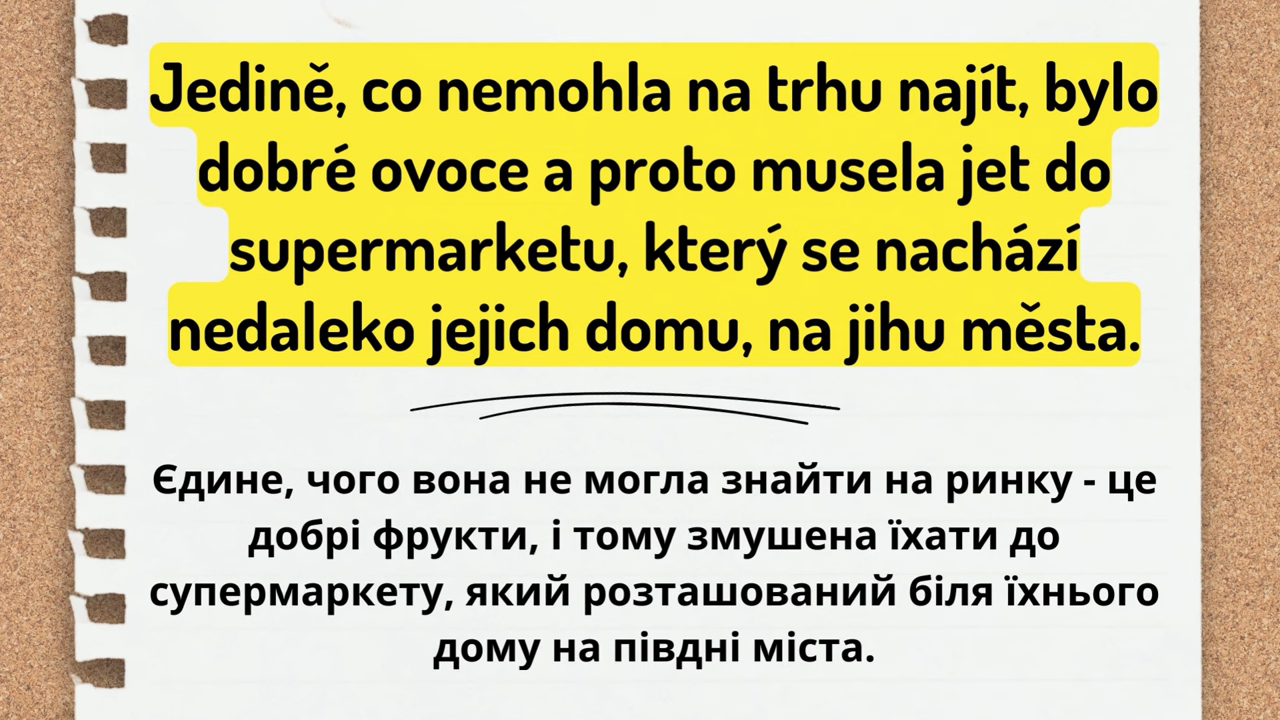 Jedině, co nemohla na trhu najít, bylo
dobré ovoce a proto musela jet do
supermarketu, který se nachází
nedaleko jejich domu, na jihu města.
Єдине, чого вона не могла знайти на ринку - це
добрі фрукти, і тому змушена їхати до
супермаркету, який розташований біля їхнього
дому на півдні міста.